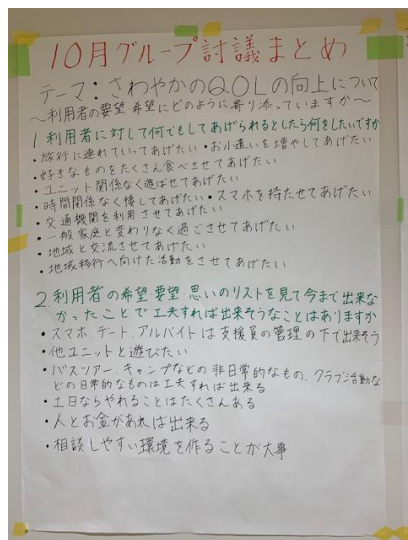 10月グループ討議まとめ
テーマ：さわやかのQOLの向上について
～利用者の要望 希望にどのように寄り添っていますか～
1. 利用者に対して何でもしてあげられるとしたら何をしたいですか
・旅行に連れていってあげたい ・お小遣いを増やしてあげたい
・好きなものをたくさん食べさせてあげたい
・ユニット関係なく遊ばせてあげたい
・時間関係なく接してあげたい ・スマホを持たせてあげたい
・交通機関を利用させてあげたい
・一般家庭と変わりなく過ごさせてあげたい
・地域と交流させてあげたい
・地域移行へ向けた活動をさせてあげたい
2. 利用者の希望 要望・思いのリストを見て今まで出来な
かったことで工夫すれば出来そうなことはありますか
・スマホ、デート、アルバイトは支援員の管理の下で出来そう
・他ユニットと遊びたい
・バスツアー、キャンプなどの非日常的なもの、クラブ活動な
どの日常的なものは工夫すれば出来る
・土日ならやれることはたくさんある
・人とお金があれば出来る
・相談しやすい環境を作ることが大事